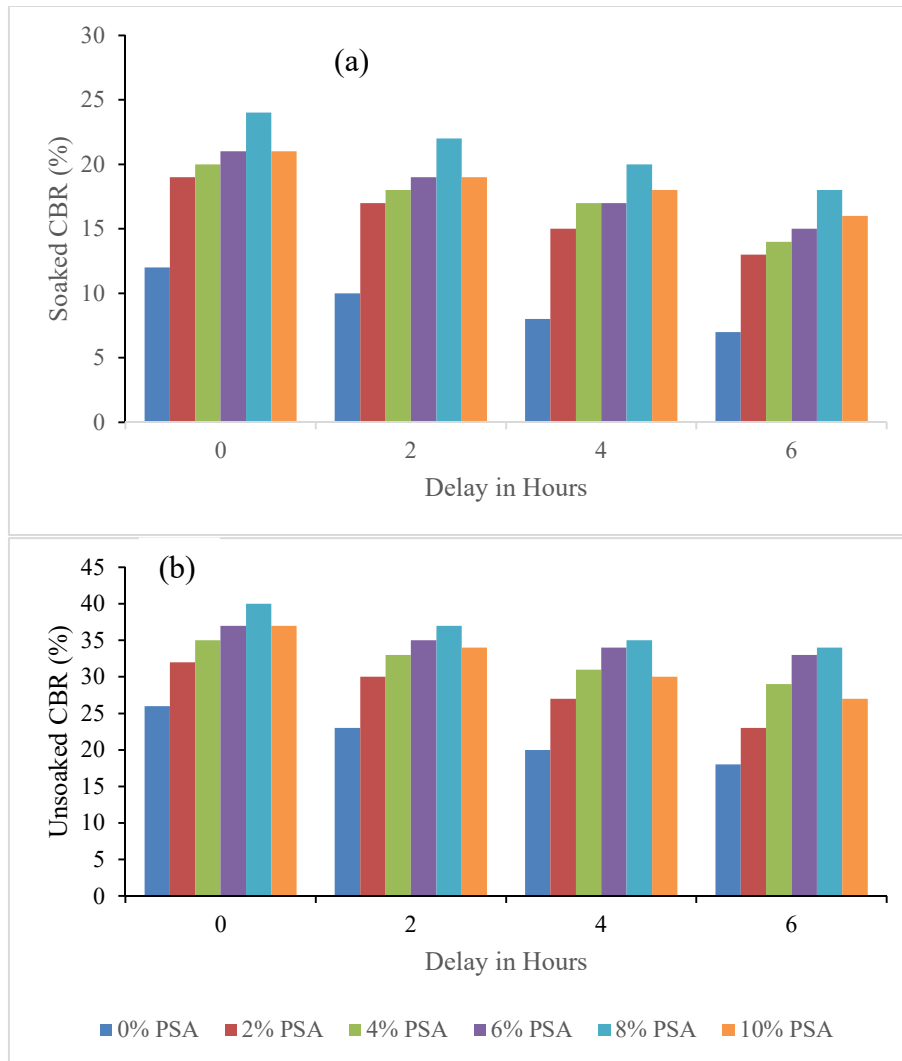 (a)
Soaked CBR (%)
30
25
20
15
10
5
0
0 2 4 6
Delay in Hours
(b)
Unsoaked CBR (%)
45
40
35
30
25
20
15
10
5
0
0 2 4 6
Delay in Hours
0% PSA 2% PSA 4% PSA 6% PSA 8% PSA 10% PSA